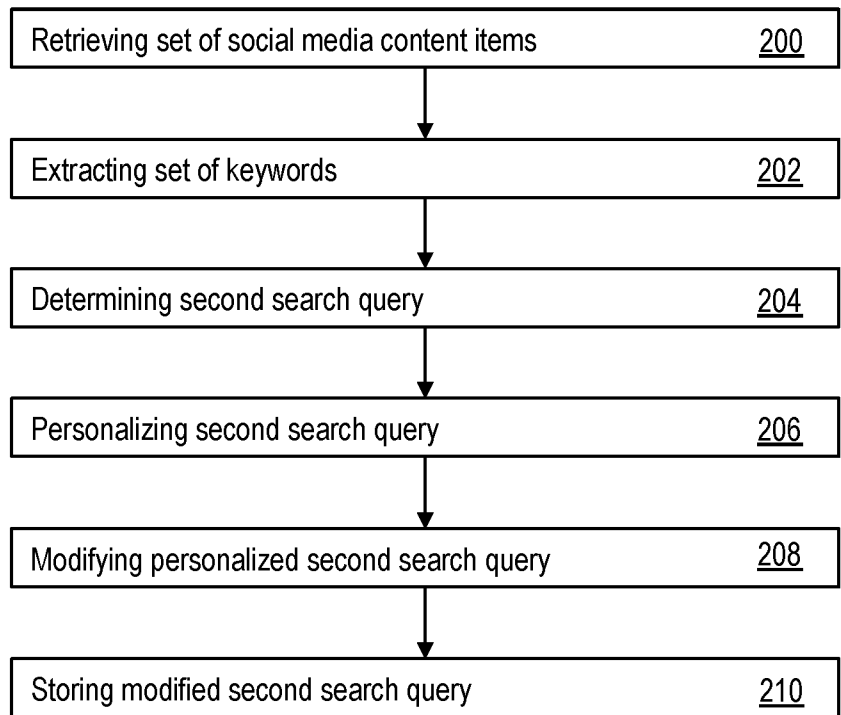 Retrieving set of social media content items 200
Extracting set of keywords 202
Determining second search query 204
Personalizing second search query 206
Modifying personalized second search query 208
Storing modified second search query 210